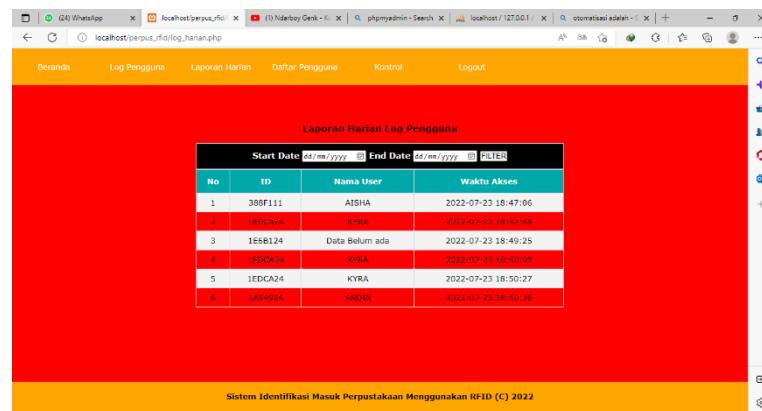 (24) WhatsApp
localhost/perpus_rfid/
(1) Ndarboy Genk - K
phpmyadmin - Search
localhost / 127.0.0.1 /
otomatisasi adalah - S
localhost/perpus_rfid/log_harian.php
Beranda Log Pengguna Laporan Harian Daftar Pengguna Kontrol Logout
Laporan Harian Log Pengguna
Start Date dd/mm/yyyy End Date dd/mm/yyyy FILTER
No ID Nama User Waktu Akses
1 388F111 AISHA 2022-07-23 18:47:06
2 1EDCA24 KYRA 2022-07-23 18:47:48
3 1E6B124 Data Belum ada 2022-07-23 18:49:25
4 1EDCA24 KYRA 2022-07-23 18:50:09
5 1EDCA24 KYRA 2022-07-23 18:50:27
6 1A94924 ANDIN 2022-07-23 18:50:36
Sistem Identifikasi Masuk Perpustakaan Menggunakan RFID (C) 2022